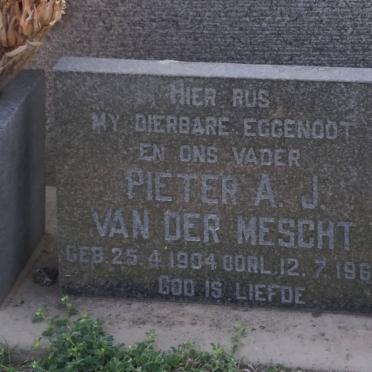 HIER RUS
MY DIERBARE EGGENOOT
EN ONS VADER
PIETER A. J.
VAN DER MESCHT
GEB. 25. 4. 1904 OORL. 12. 7. 196
GOD IS LIEFDE